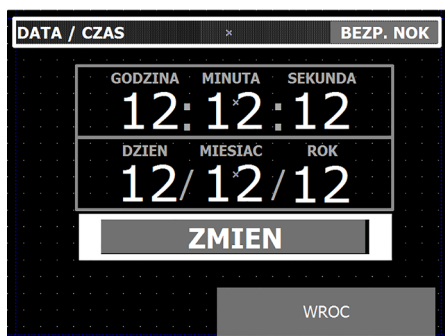 DATA / CZAS BEZP. NOK
GODZINA MINUTA SEKUNDA
12:12:12
DZIEN MIESIAC ROK
12/12/12
ZMIEN
WROC